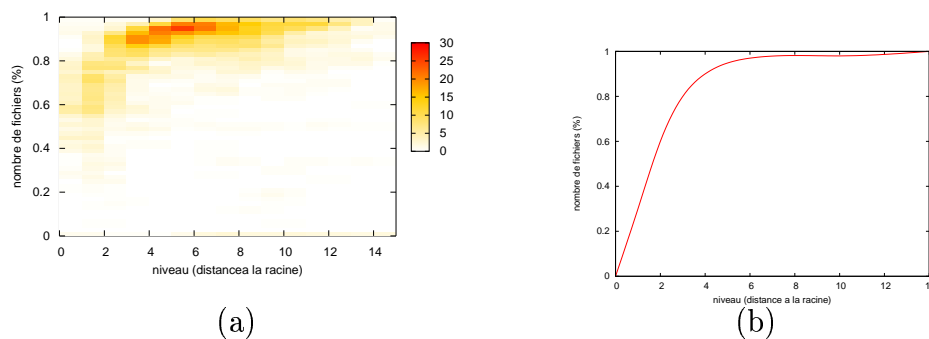 1
0.8
0.6
0.4
0.2
0
0 2 4 6 8 10 12 14
nombre de fichiers (%)
niveau (distancea la racine)
30
25
20
15
10
5
0
(a)
1
0.8
0.6
0.4
0.2
0
0 2 4 6 8 10 12 1
nombre de fichiers (%)
niveau (distance a la racine)
(b)